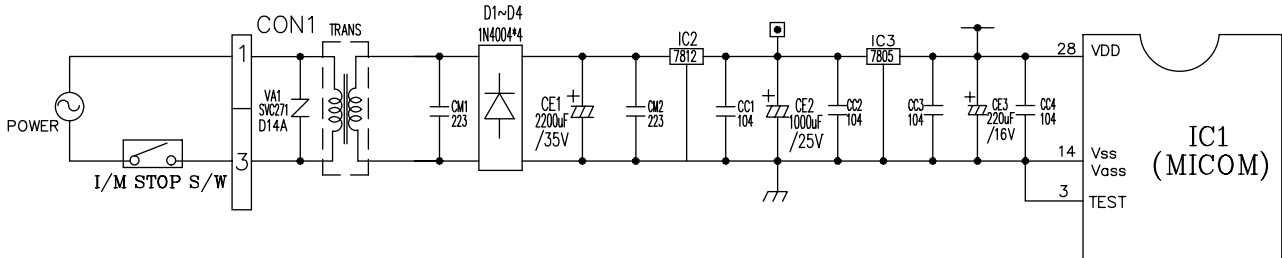 CON1
TRANS
D1~D4
1N4004*4
IC2
7812
IC3
7805
1
28
VDD
VA1
SVC271
D14A
CM1
223
CE1
2200uF
/35V
CM2
223
CC1
104
CE2
1000uF
/25V
CC2
104
CC3
104
CE3
220uF
/16V
CC4
104
POWER
IC1
(MICOM)
3
14
Vss
Vass
I/M STOP S/W
3
TEST